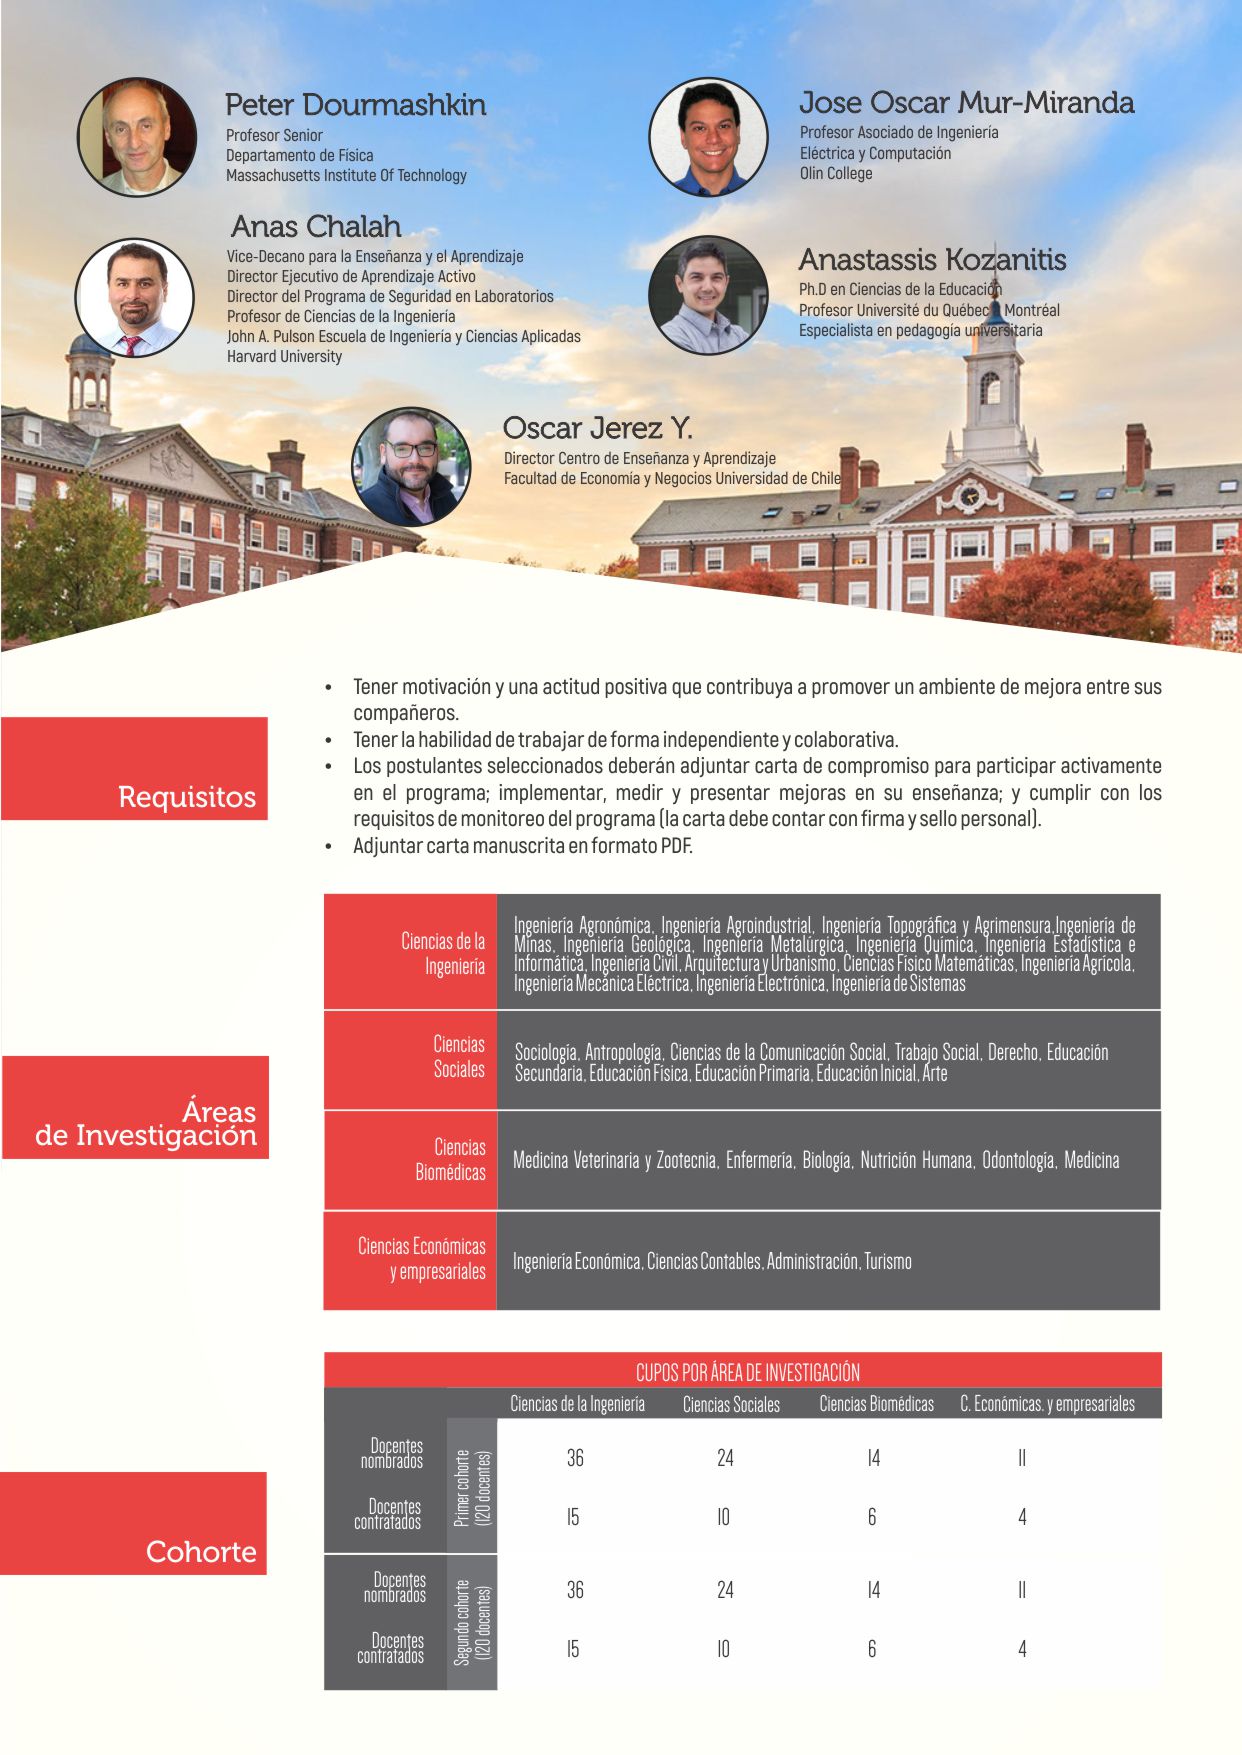 Peter Dourmashkin
Profesor Senior
Departamento de Física
Massachusetts Institute Of Technology
Jose Oscar Mur-Miranda
Profesor Asociado de Ingeniería
Eléctrica y Computación
Olin College
Anas Chalah
Vice-Decano para la Enseñanza y el Aprendizaje
Director Ejecutivo de Aprendizaje Activo
Director del Programa de Seguridad en Laboratorios
Profesor de Ciencias de la Ingeniería
John A. Pulson Escuela de Ingeniería y Ciencias Aplicadas
Harvard University
Anastassis Kozanitis
Ph.D en Ciencias de la Educación
Profesor Université du Québec à Montréal
Especialista en pedagogía universitaria
Oscar Jerez Y.
Director Centro de Enseñanza y Aprendizaje
Facultad de Economía y Negocios Universidad de Chile
Requisitos
• Tener motivación y una actitud positiva que contribuya a promover un ambiente de mejora entre sus
compañeros.
• Tener la habilidad de trabajar de forma independiente y colaborativa.
• Los postulantes seleccionados deberán adjuntar carta de compromiso para participar activamente
en el programa; implementar, medir y presentar mejoras en su enseñanza; y cumplir con los
requisitos de monitoreo del programa (la carta debe contar con firma y sello personal).
• Adjuntar carta manuscrita en formato PDF.
Áreas
de Investigación
Ciencias de la
Ingeniería
Ingeniería Agronómica, Ingeniería Agroindustrial, Ingeniería Topográfica y Agrimensura,Ingeniería de
Minas, Ingeniería Geológica, Ingeniería Metalúrgica, Ingeniería Química, Ingeniería Estadística e
Informática, Ingeniería Civil, Arquitectura y Urbanismo, Ciencias Físico Matemáticas, Ingeniería Agrícola,
Ingeniería Mecánica Eléctrica, Ingeniería Electrónica, Ingeniería de Sistemas
Ciencias
Sociales
Sociología, Antropología, Ciencias de la Comunicación Social, Trabajo Social, Derecho, Educación
Secundaria, Educación Física, Educación Primaria, Educación Inicial, Arte
Ciencias
Biomédicas
Medicina Veterinaria y Zootecnia, Enfermería, Biología, Nutrición Humana, Odontología, Medicina
Ciencias Económicas
y empresariales
Ingeniería Económica, Ciencias Contables, Administración, Turismo
Cohorte
CUPOS POR ÁREA DE INVESTIGACIÓN
Ciencias de la Ingeniería Ciencias Sociales Ciencias Biomédicas C. Económicas. y empresariales
Primer cohorte
(120 docentes)
Docentes
nombrados
36 24 14 11
Docentes
contratados
15 10 6 4
Segundo cohorte
(120 docentes)
Docentes
nombrados
36 24 14 11
Docentes
contratados
15 10 6 4